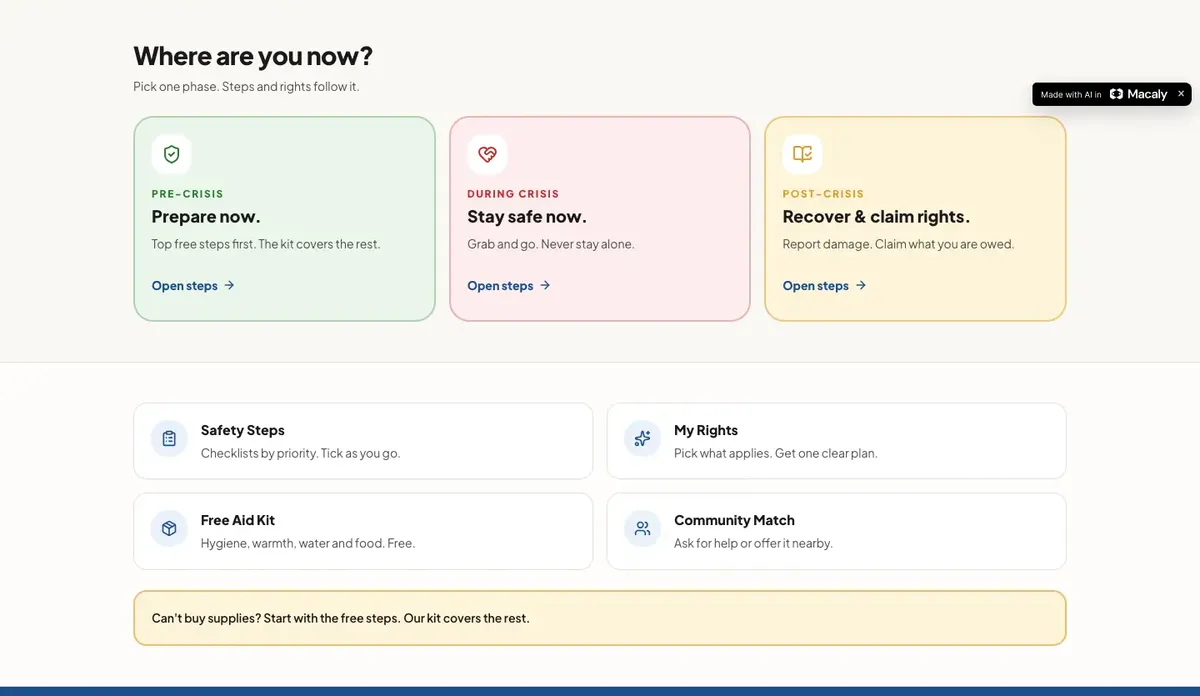 Where are you now?
Pick one phase. Steps and rights follow it.
Made with AI in Macaly ×
PRE-CRISIS
Prepare now.
Top free steps first. The kit covers the rest.
Open steps →
DURING CRISIS
Stay safe now.
Grab and go. Never stay alone.
Open steps →
POST-CRISIS
Recover & claim rights.
Report damage. Claim what you are owed.
Open steps →
Safety Steps
Checklists by priority. Tick as you go.
My Rights
Pick what applies. Get one clear plan.
Free Aid Kit
Hygiene, warmth, water and food. Free.
Community Match
Ask for help or offer it nearby.
Can't buy supplies? Start with the free steps. Our kit covers the rest.